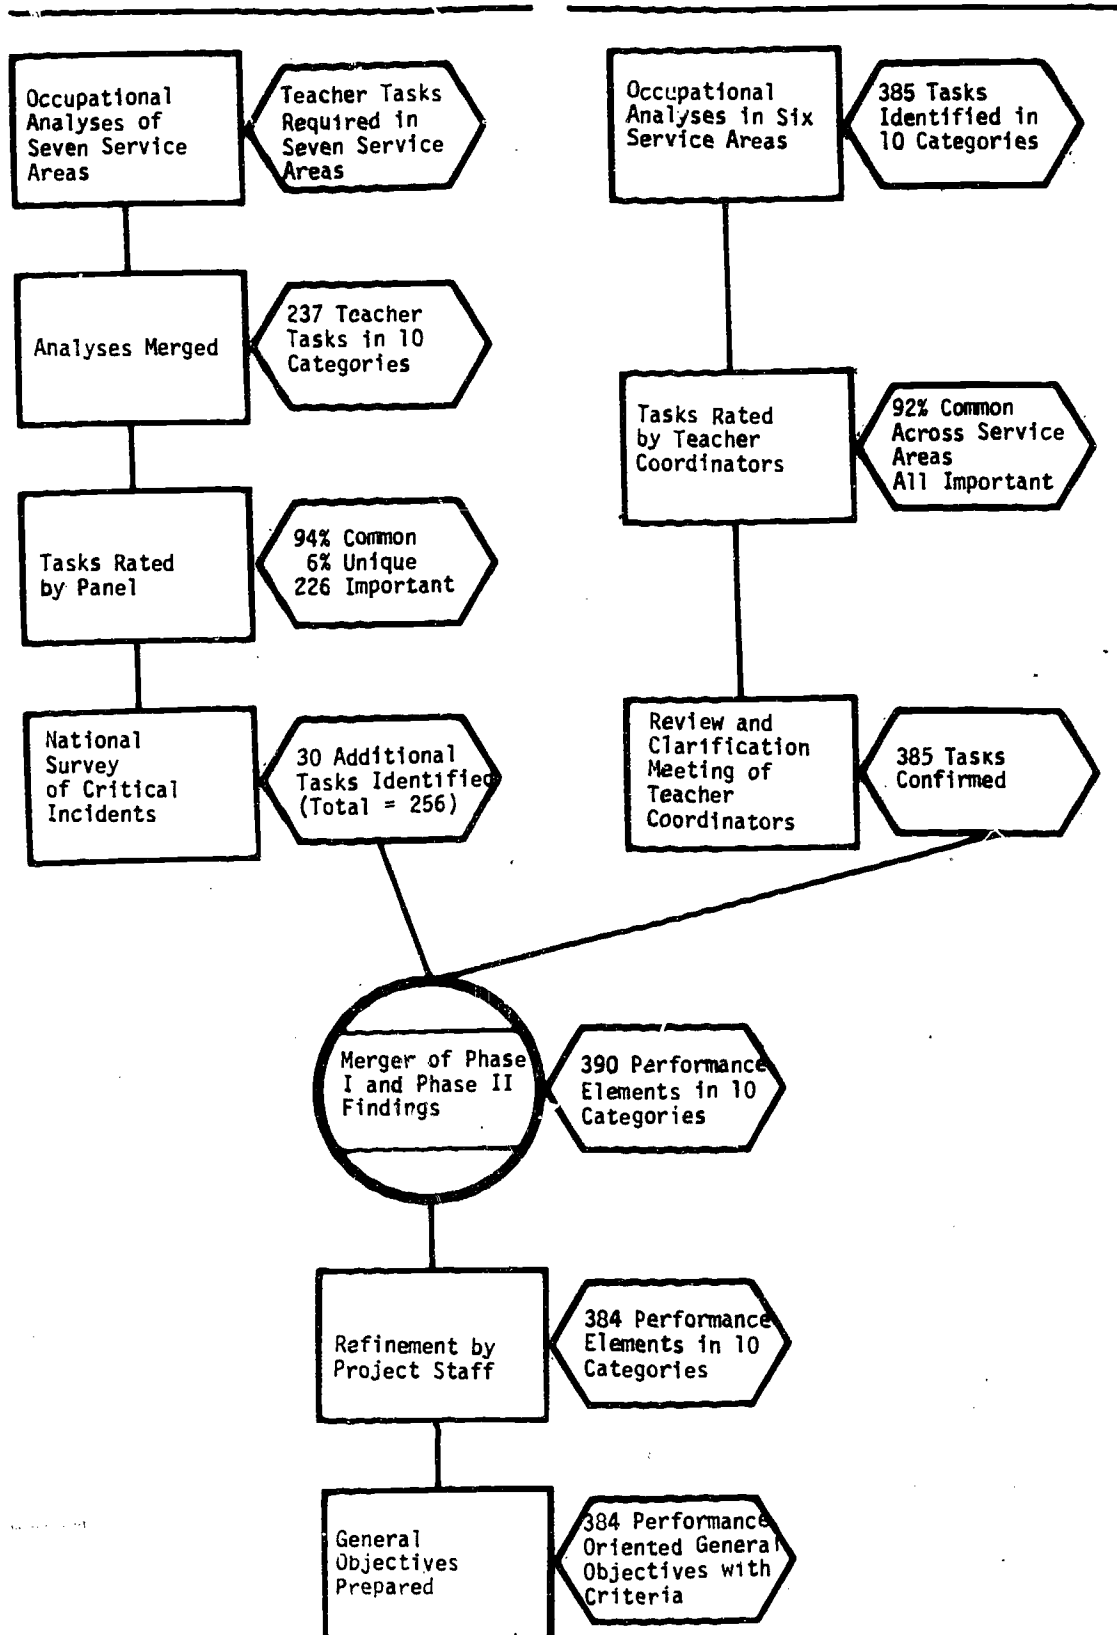 Occupational
Analyses of
Seven Service
Areas
Teacher Tasks
Required in
Seven Service
Areas
Occupational
Analyses in Six
Service Areas
385 Tasks
Identified in
10 Categories
Analyses Merged
237 Teacher
Tasks in 10
Categories
Tasks Rated
by Teacher
Coordinators
92% Common
Across Service
Areas
All Important
Tasks Rated
by Panel
94% Common
6% Unique
226 Important
National
Survey
of Critical
Incidents
30 Additional
Tasks Identified
(Total = 256)
Review and
Clarification
Meeting of
Teacher
Coordinators
385 Tasks
Confirmed
Merger of Phase
I and Phase II
Findings
390 Performance
Elements in 10
Categories
Refinement by
Project Staff
384 Performance
Elements in 10
Categories
General
Objectives
Prepared
384 Performance
Oriented General
Objectives with
Criteria